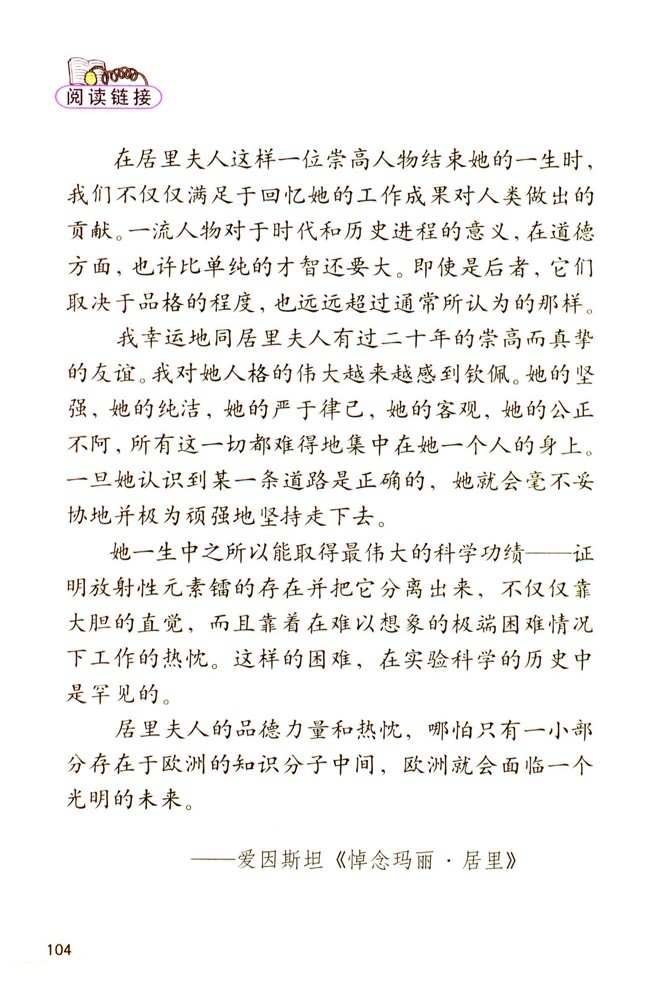 阅读链接
在居里夫人这样一位崇高人物结束她的一生时，
我们不仅仅满足于回忆她的工作成果对人类做出的
贡献。一流人物对于时代和历史进程的意义，在道德
方面，也许比单纯的才智还要大。即使是后者，它们
取决于品格的程度，也远远超过通常所认为的那样。
我幸运地同居里夫人有过二十年的崇高而真挚
的友谊。我对她人格的伟大越来越感到钦佩。她的坚
强，她的纯洁，她的严于律己，她的客观，她的公正
不阿，所有这一切都难得地集中在她一个人的身上。
一旦她认识到某一条道路是正确的，她就会毫不妥
协地并极为顽强地坚持走下去。
她一生中之所以能取得最伟大的科学功绩——证
明放射性元素镭的存在并把它分离出来，不仅仅靠
大胆的直觉，而且靠着在难以想象的极端困难情况
下工作的热忱。这样的困难，在实验科学的历史中
是罕见的。
居里夫人的品德力量和热忱，哪怕只有一小部
分存在于欧洲的知识分子中间，欧洲就会面临一个
光明的未来。
——爱因斯坦《悼念玛丽·居里》
104